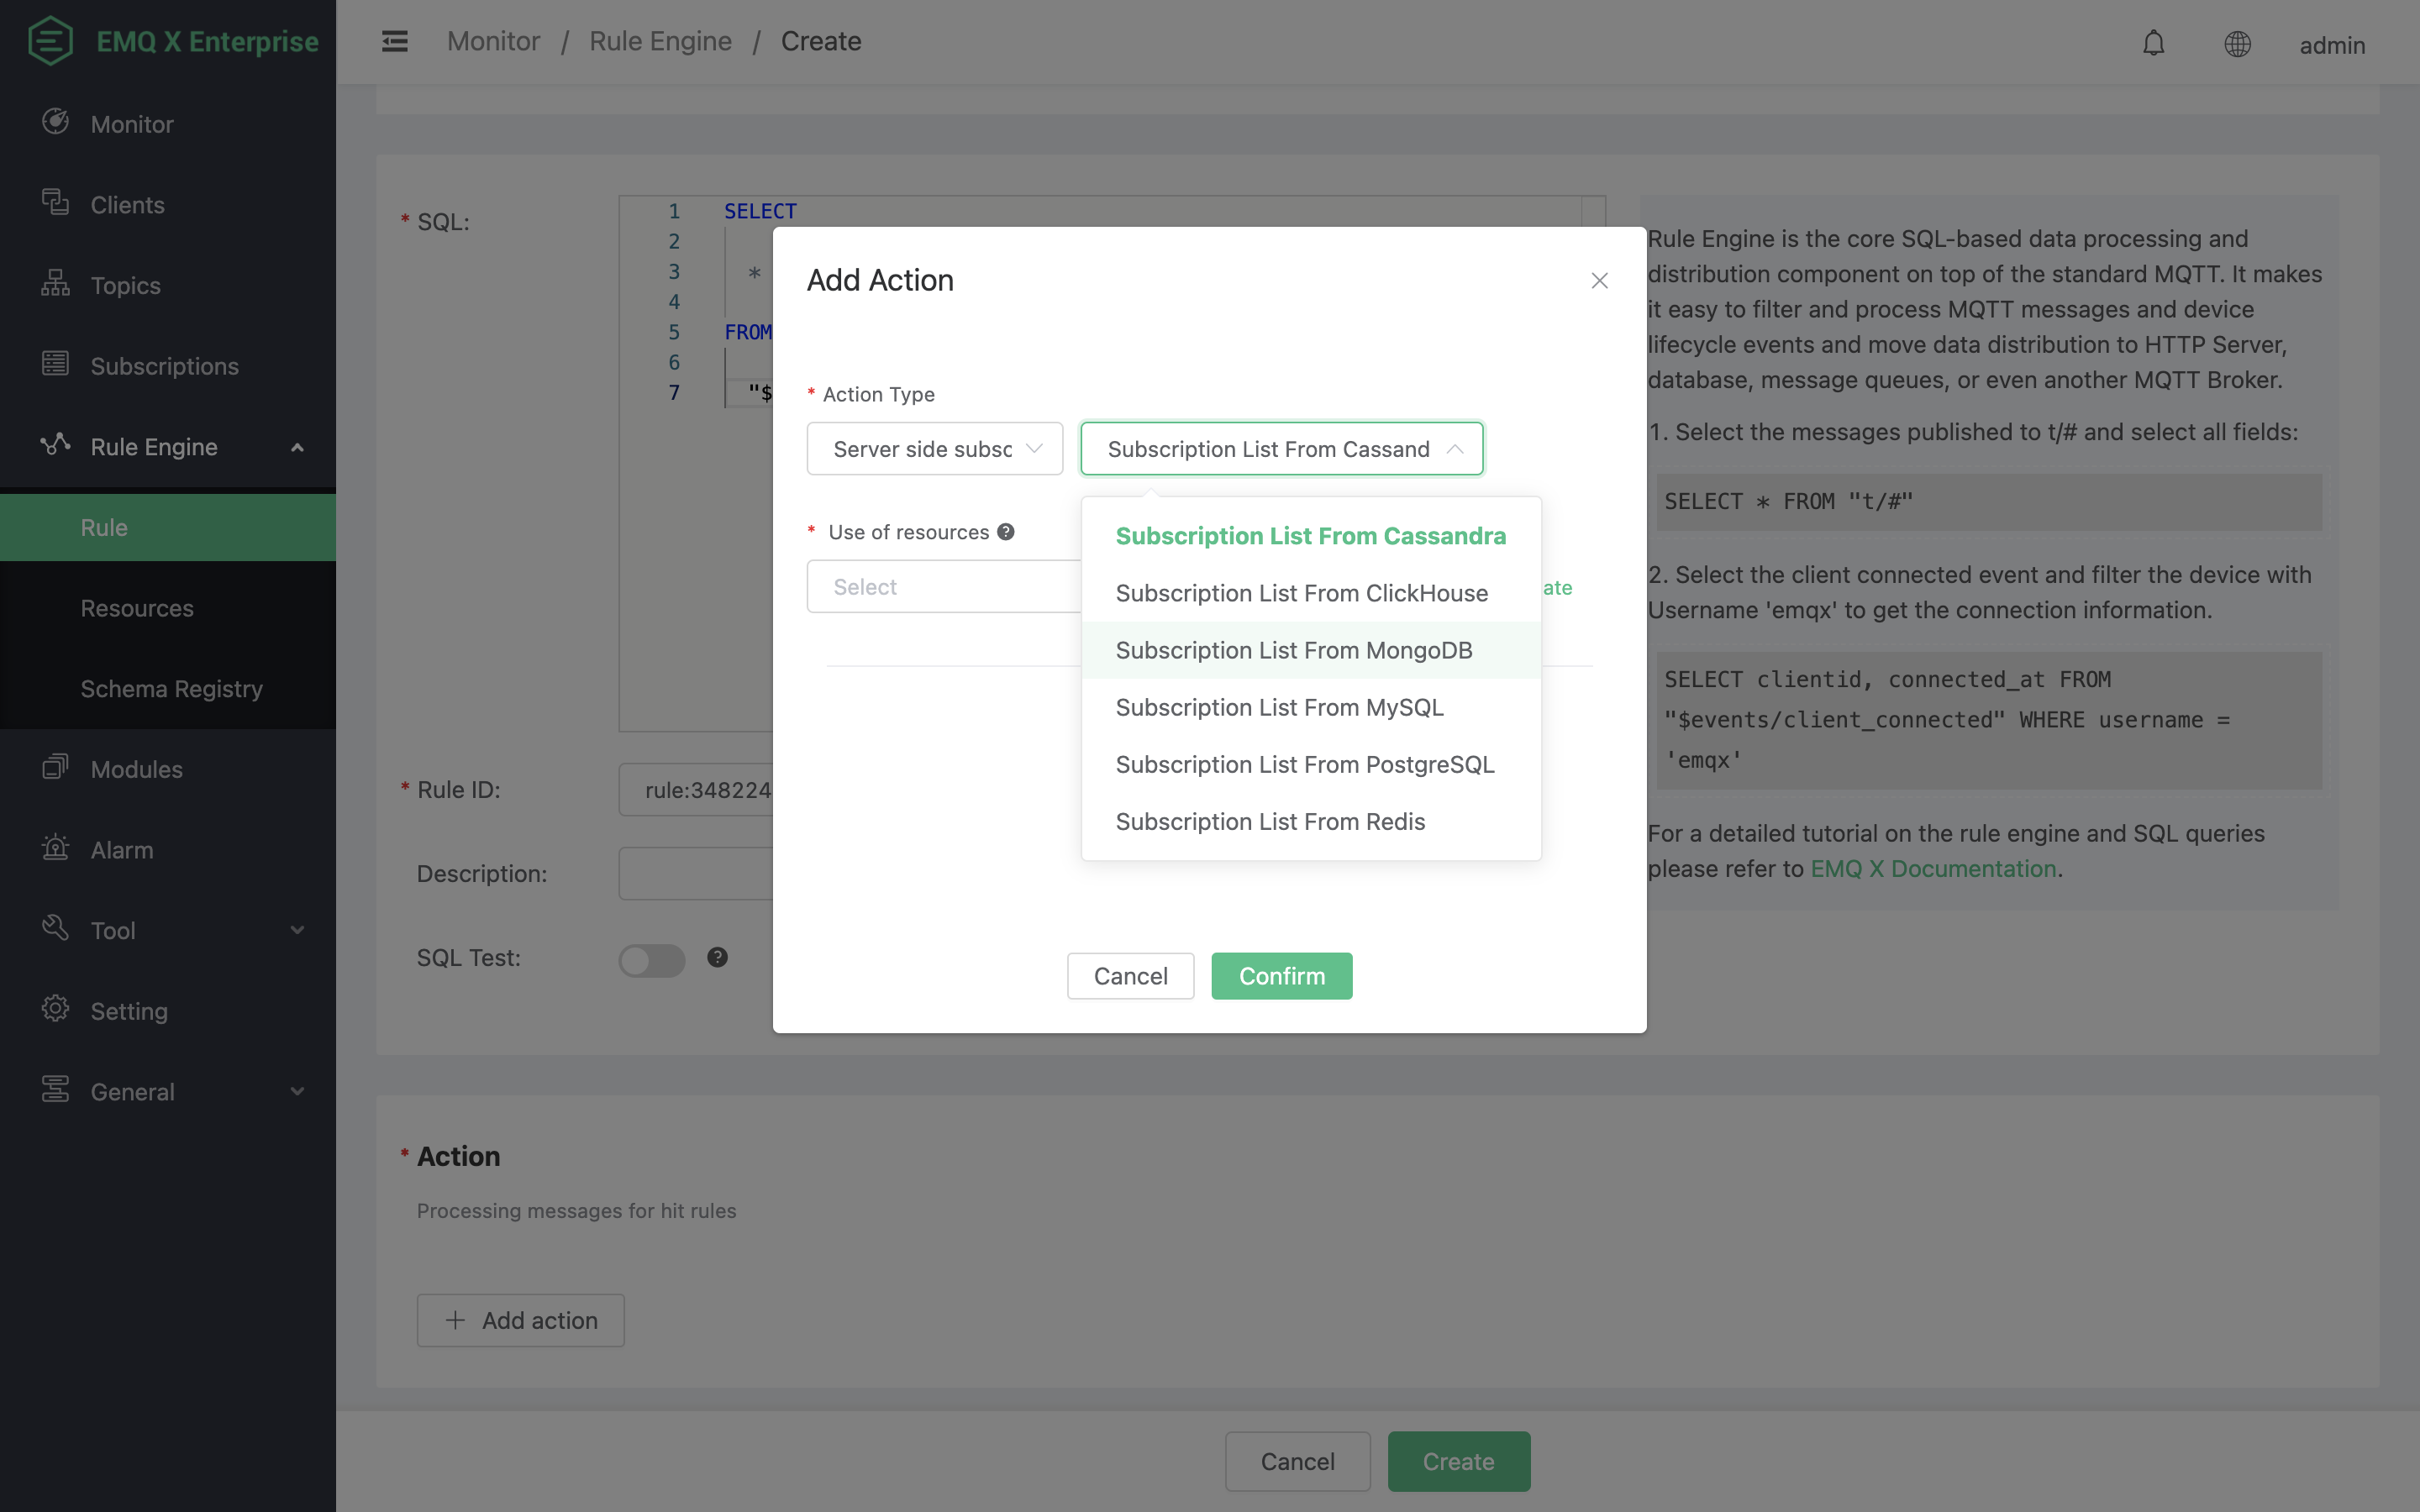 EMQ X Enterprise
Monitor / Rule Engine / Create
admin
Monitor
Clients
Topics
Subscriptions
Rule Engine
Rule
Resources
Schema Registry
Modules
Alarm
Tool
Setting
General
* SQL:
1 SELECT
2
3 *
4
5 FROM
6
7 "$
* Rule ID:
rule:348224
Description:
SQL Test:
Add Action
* Action Type
Server side subsc
Subscription List From Cassand
* Use of resources
Select
ate
Subscription List From Cassandra
Subscription List From ClickHouse
Subscription List From MongoDB
Subscription List From MySQL
Subscription List From PostgreSQL
Subscription List From Redis
Cancel
Confirm
Rule Engine is the core SQL-based data processing and
distribution component on top of the standard MQTT. It makes
it easy to filter and process MQTT messages and device
lifecycle events and move data distribution to HTTP Server,
database, message queues, or even another MQTT Broker.
1. Select the messages published to t/# and select all fields:
SELECT * FROM "t/#"
2. Select the client connected event and filter the device with
Username 'emqx' to get the connection information.
SELECT clientid, connected_at FROM
"$events/client_connected" WHERE username =
'emqx'
For a detailed tutorial on the rule engine and SQL queries
please refer to EMQ X Documentation.
* Action
Processing messages for hit rules
+ Add action
Cancel
Create